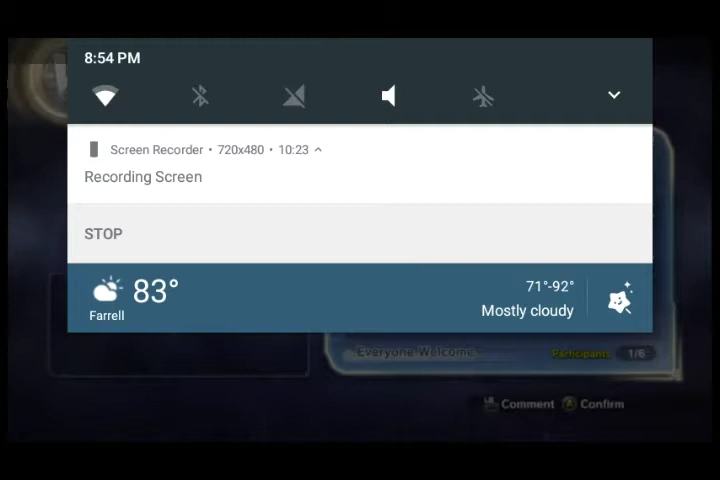 8:54 PM
Screen Recorder • 720x480 • 10:23
Recording Screen
STOP
83°
71°-92°
Farrell
Mostly cloudy
Everyone Welcome
Participants 1/6
Comment Confirm